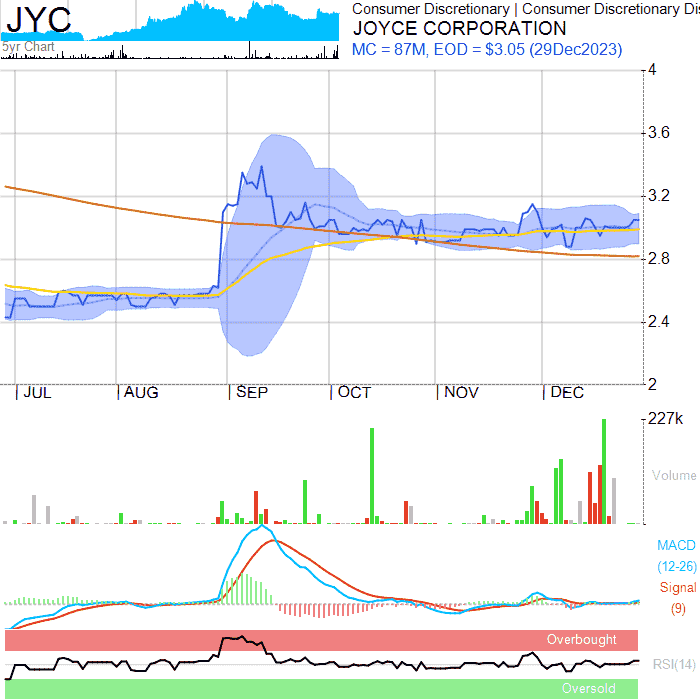 JYC
5yr Chart
Consumer Discretionary | Consumer Discretionary Dis
JOYCE CORPORATION
MC = 87M, EOD = $3.05 (29Dec2023)
4
3.6
3.2
2.8
2.4
2
JUL AUG SEP OCT NOV DEC
227k
Volume
MACD
(12-26)
Signal
(9)
Overbought
RSI(14)
Oversold